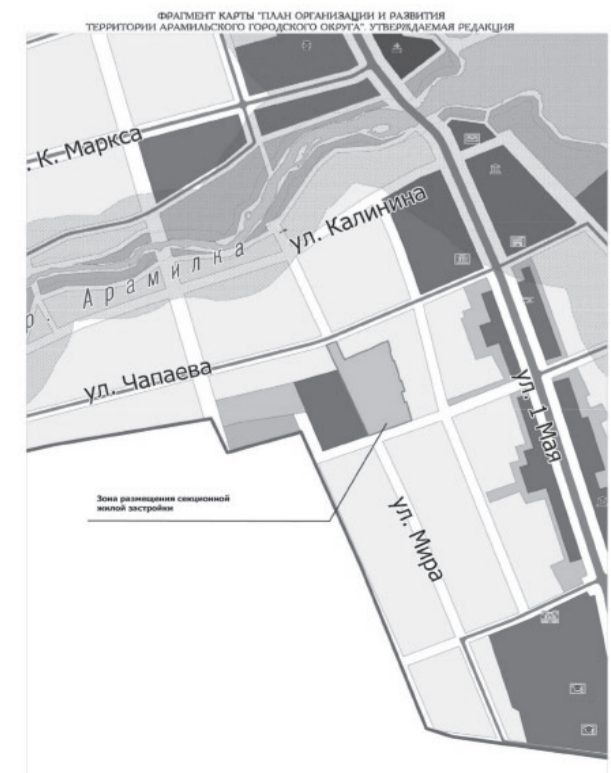 ФРАГМЕНТ КАРТЫ "ПЛАН ОРГАНИЗАЦИИ И РАЗВИТИЯ
ТЕРРИТОРИИ АРАМИЛЬСКОГО ГОРОДСКОГО ОКРУГА". УТВЕРЖДАЕМАЯ РЕДАКЦИЯ
. К. Маркса
ул. Калинина
р. Арамилка
ул. Чапаева
ул. 1 Мая
Зона размещения секционной
жилой застройки
ул. Мира